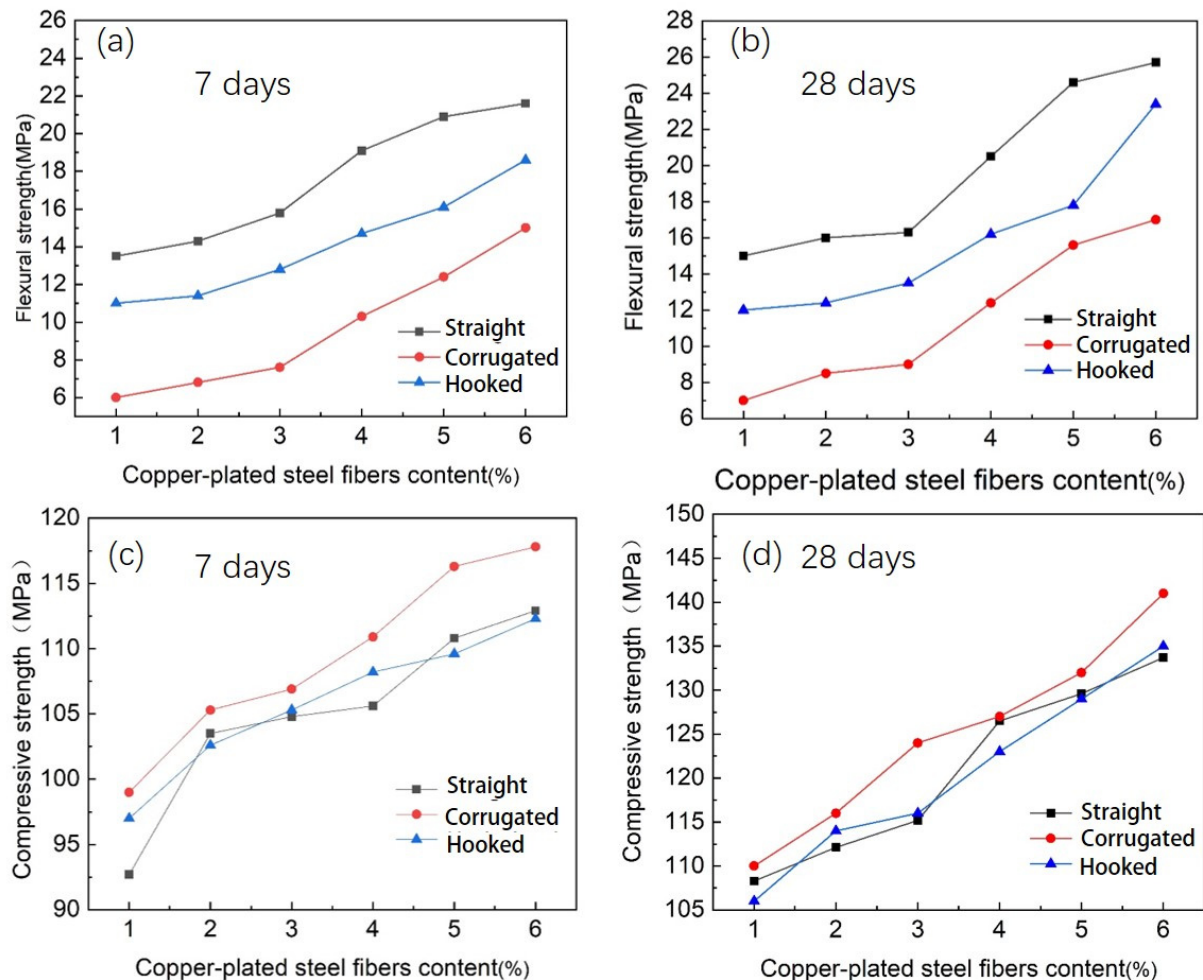 (a)
7 days
Flexural strength(MPa)
26
24
22
20
18
16
14
12
10
8
6
Straight
Corrugated
Hooked
1 2 3 4 5 6
Copper-plated steel fibers content(%)
(b)
28 days
Flexural strength(MPa)
28
26
24
22
20
18
16
14
12
10
8
6
Straight
Corrugated
Hooked
1 2 3 4 5 6
Copper-plated steel fibers content(%)
(c)
7 days
Compressive strength（MPa）
120
115
110
105
100
95
90
Straight
Corrugated
Hooked
1 2 3 4 5 6
Copper-plated steel fibers content(%)
(d)
28 days
Compressive strength（MPa）
150
145
140
135
130
125
120
114
110
105
Straight
Corrugated
Hooked
1 2 3 4 5 6
Copper-plated steel fibers content(%)